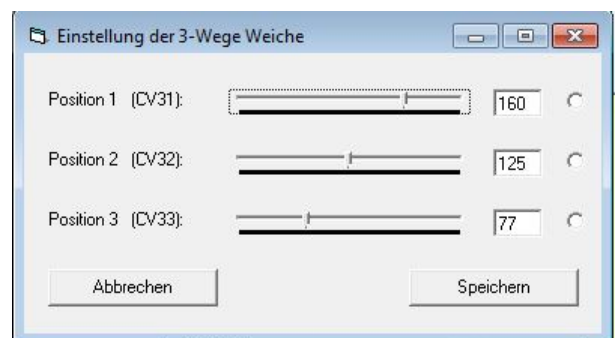 Einstellung der 3-Wege Weiche
Position 1 (CV31): 160
Position 2 (CV32): 125
Position 3 (CV33): 77
Abbrechen Speichern